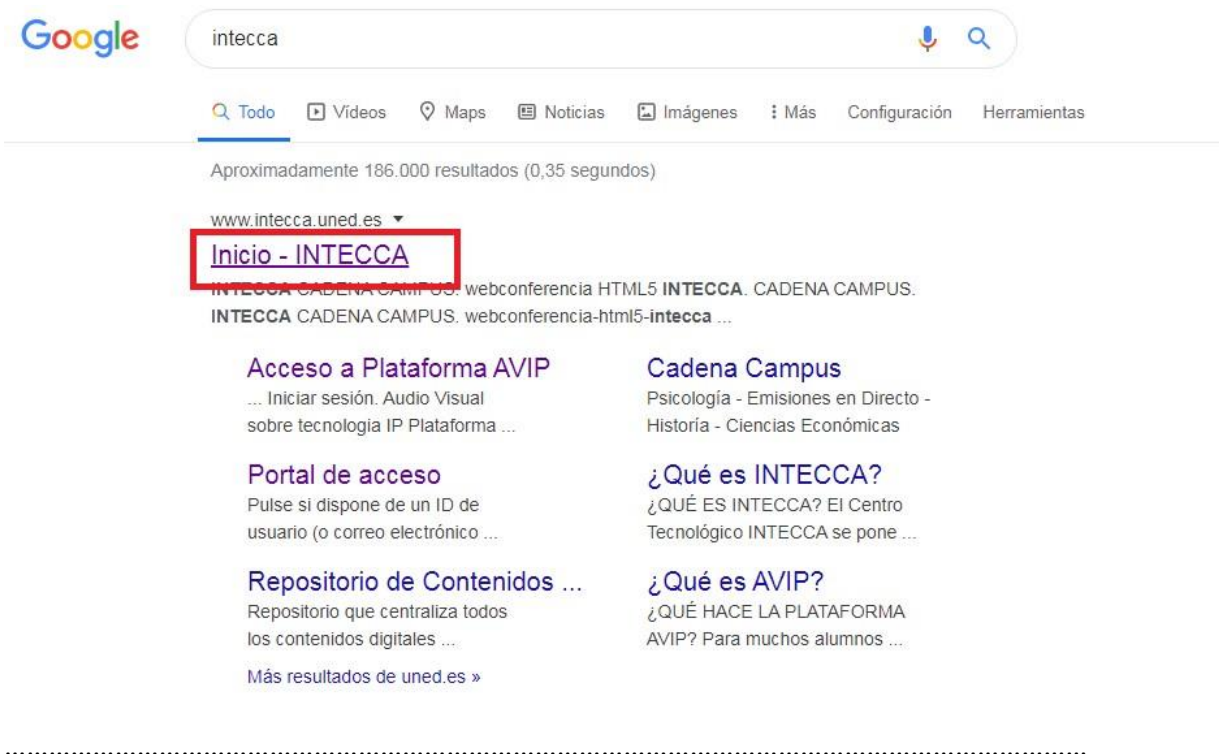 Google
intecca
Todo Vídeos Maps Noticias Imágenes Más Configuración Herramientas
Aproximadamente 186.000 resultados (0,35 segundos)
www.intecca.uned.es
Inicio - INTECCA
INTECCA CADENA CAMPUS. webconferencia HTML5 INTECCA. CADENA CAMPUS.
INTECCA CADENA CAMPUS. webconferencia-html5-intecca ...
Acceso a Plataforma AVIP
... Iniciar sesión. Audio Visual
sobre tecnologia IP Plataforma ...
Cadena Campus
Psicología - Emisiones en Directo -
Historía - Ciencias Económicas
Portal de acceso
Pulse si dispone de un ID de
usuario (o correo electrónico ...
¿Qué es INTECCA?
¿QUÉ ES INTECCA? El Centro
Tecnológico INTECCA se pone ...
Repositorio de Contenidos ...
Repositorio que centraliza todos
los contenidos digitales ...
¿Qué es AVIP?
¿QUÉ HACE LA PLATAFORMA
AVIP? Para muchos alumnos ...
Más resultados de uned.es »